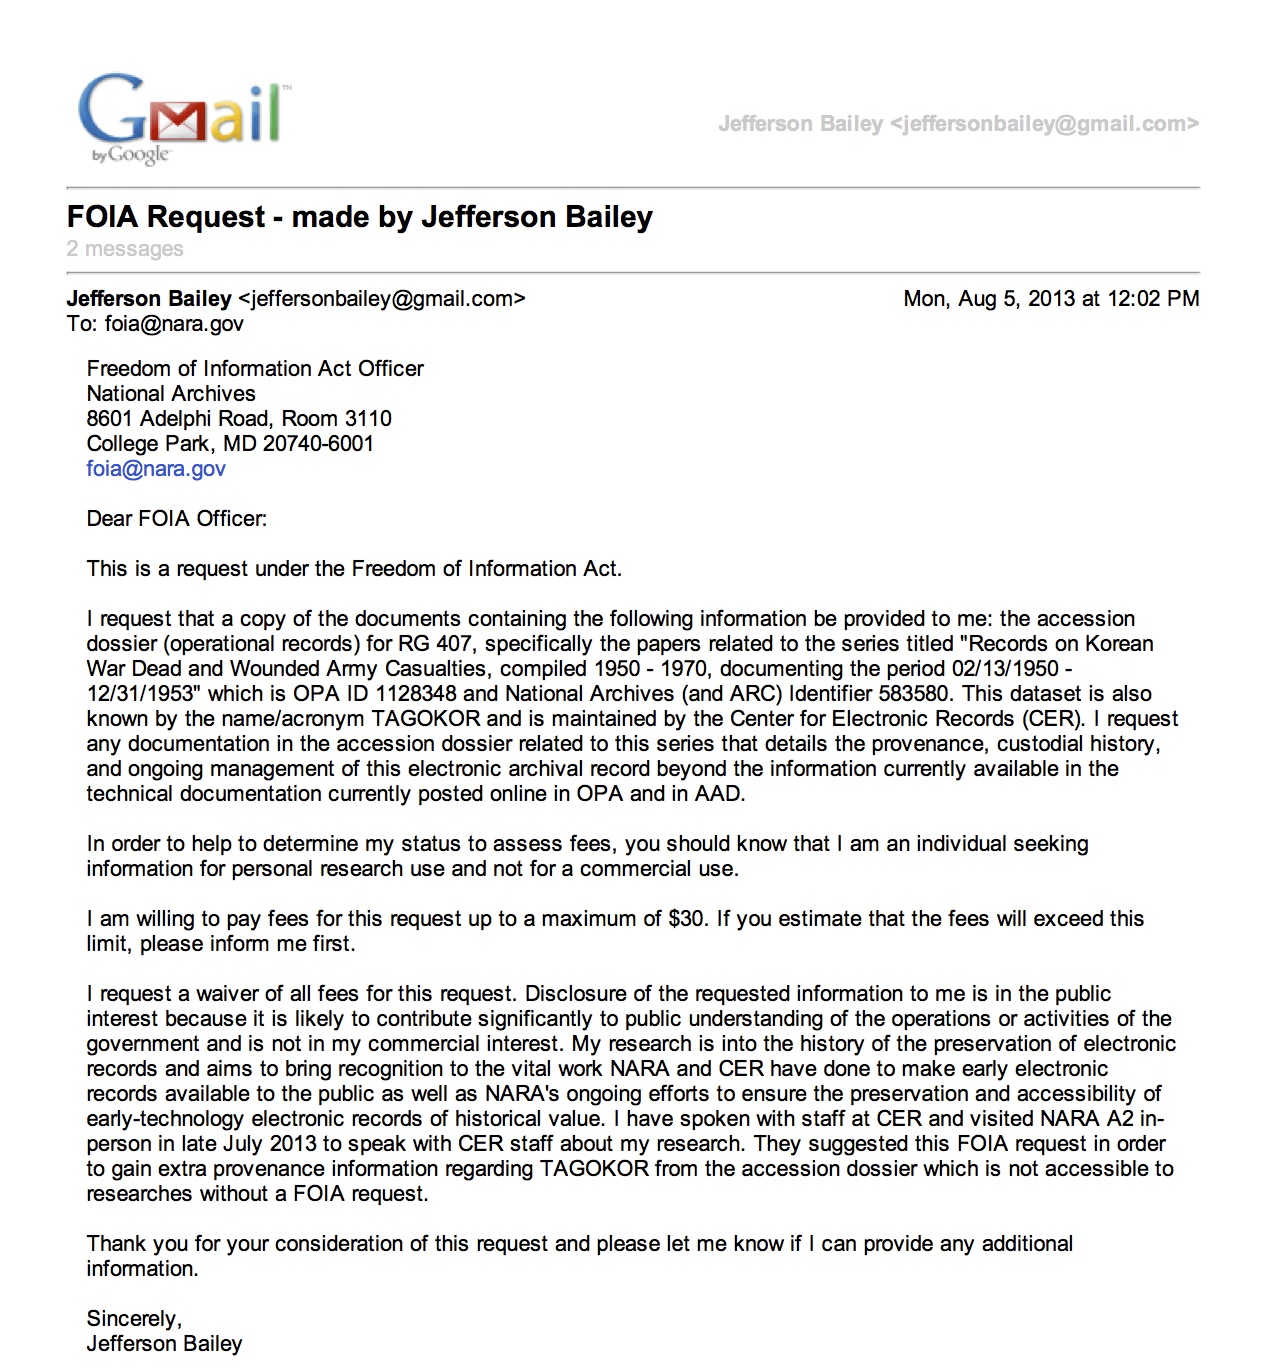 Gmail™
by Google™
Jefferson Bailey <jeffersonbailey@gmail.com>
FOIA Request - made by Jefferson Bailey
2 messages
Jefferson Bailey <jeffersonbailey@gmail.com> Mon, Aug 5, 2013 at 12:02 PM
To: foia@nara.gov
Freedom of Information Act Officer
National Archives
8601 Adelphi Road, Room 3110
College Park, MD 20740-6001
foia@nara.gov
Dear FOIA Officer:
This is a request under the Freedom of Information Act.
I request that a copy of the documents containing the following information be provided to me: the accession
dossier (operational records) for RG 407, specifically the papers related to the series titled "Records on Korean
War Dead and Wounded Army Casualties, compiled 1950 - 1970, documenting the period 02/13/1950 -
12/31/1953" which is OPA ID 1128348 and National Archives (and ARC) Identifier 583580. This dataset is also
known by the name/acronym TAGOKOR and is maintained by the Center for Electronic Records (CER). I request
any documentation in the accession dossier related to this series that details the provenance, custodial history,
and ongoing management of this electronic archival record beyond the information currently available in the
technical documentation currently posted online in OPA and in AAD.
In order to help to determine my status to assess fees, you should know that I am an individual seeking
information for personal research use and not for a commercial use.
I am willing to pay fees for this request up to a maximum of $30. If you estimate that the fees will exceed this
limit, please inform me first.
I request a waiver of all fees for this request. Disclosure of the requested information to me is in the public
interest because it is likely to contribute significantly to public understanding of the operations or activities of the
government and is not in my commercial interest. My research is into the history of the preservation of electronic
records and aims to bring recognition to the vital work NARA and CER have done to make early electronic
records available to the public as well as NARA's ongoing efforts to ensure the preservation and accessibility of
early-technology electronic records of historical value. I have spoken with staff at CER and visited NARA A2 in-
person in late July 2013 to speak with CER staff about my research. They suggested this FOIA request in order
to gain extra provenance information regarding TAGOKOR from the accession dossier which is not accessible to
researches without a FOIA request.
Thank you for your consideration of this request and please let me know if I can provide any additional
information.
Sincerely,
Jefferson Bailey